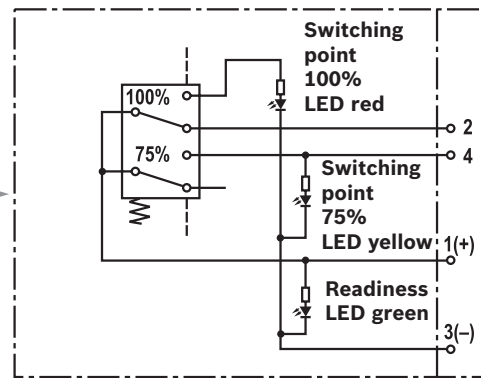 Switching
point
100%
LED red
100%
2
75%
4
Switching
point
75%
LED yellow
1(+)
Readiness
LED green
3(–)